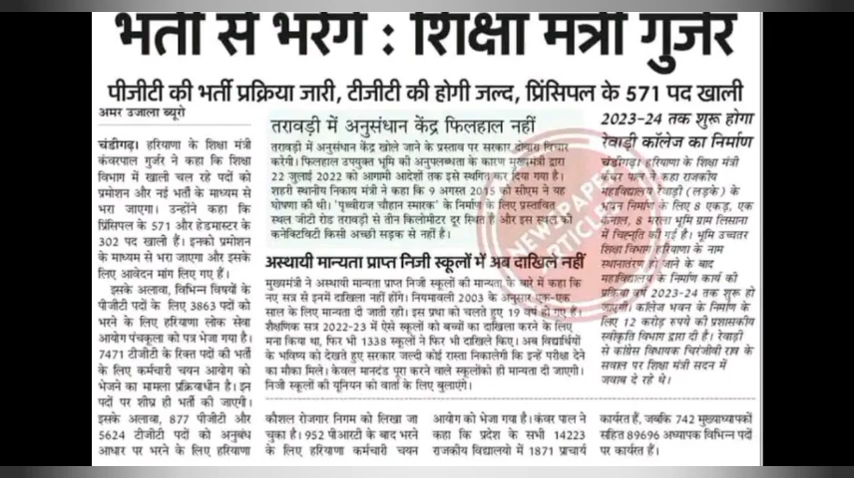 भर्ती से भरेंगे : शिक्षा मंत्री गुर्जर
पीजीटी की भर्ती प्रक्रिया जारी, टीजीटी की होगी जल्द, प्रिंसिपल के 571 पद खाली
अमर उजाला ब्यूरो
चंडीगढ़। हरियाणा के शिक्षा मंत्री
कंवरपाल गुर्जर ने कहा कि शिक्षा
विभाग में खाली चल रहे पदों को
प्रमोशन और नई भर्ती के माध्यम से
भरा जाएगा। उन्होंने कहा कि
प्रिंसिपल के 571 और हेडमास्टर के
302 पद खाली हैं। इनको प्रमोशन
के माध्यम से भरा जाएगा और इसके
लिए आवेदन मांग लिए गए हैं।
इसके अलावा, विभिन्न विषयों के
पीजीटी के लिए 3863 पदों को
भरने के लिए हरियाणा लोक सेवा
आयोग पंचकूला को पत्र भेजा गया है।
7471 टीजीटी के रिक्त पदों की भर्ती
के लिए कर्मचारी चयन आयोग को
भेजने का मामला प्रक्रियाधीन है। इन
पदों पर शीघ्र ही भर्ती की जाएगी।
इसके अलावा, 877 पीजीटी और
5624 टीजीटी पदों को अनुबंध
आधार पर भरने के लिए हरियाणा
तरावड़ी में अनुसंधान केंद्र फिलहाल नहीं
तरावड़ी में अनुसंधान केंद्र खोले जाने के प्रस्ताव पर सरकार दोबारा विचार
करेगी। फिलहाल उपयुक्त भूमि की अनुपलब्धता के कारण मुख्यमंत्री द्वारा
22 जुलाई 2022 को आगामी आदेशों तक इसे स्थगित कर दिया गया है।
शहरी स्थानीय निकाय मंत्री ने कहा कि 9 अगस्त 2015 को सीएम ने यह
घोषणा की थी। 'पृथ्वीराज चौहान स्मारक' के निर्माण के लिए प्रस्तावित
स्थल जीटी रोड तरावड़ी से तीन किलोमीटर दूर स्थित है और इस स्थल को
कनेक्टिविटी किसी अच्छी सड़क से नहीं है।
अस्थायी मान्यता प्राप्त निजी स्कूलों में अब दाखिले नहीं
मुख्यमंत्री ने अस्थायी मान्यता प्राप्त निजी स्कूलों की मान्यता के बारे में कहा कि
नए सत्र से इनमें दाखिला नहीं होंगे। नियमावली 2003 के अनुसार एक-एक
साल के लिए मान्यता दी जाती रही। इस प्रथा को चलते हुए 19 वर्ष हो गए हैं।
शैक्षणिक सत्र 2022-23 में ऐसे स्कूलों को बच्चों का दाखिला करने के लिए
मना किया था, फिर भी 1338 स्कूलों ने फिर भी दाखिले किए। अब विद्यार्थियों
के भविष्य को देखते हुए सरकार जल्दी कोई रास्ता निकालेगी कि इन्हें परीक्षा देने
का मौका मिले। केवल मानदंड पूरा करने वाले स्कूलोंको ही मान्यता दी जाएगी।
निजी स्कूलों की यूनियन को वार्ता के लिए बुलाएंगे।
2023-24 तक शुरू होगा
रेवाड़ी कॉलेज का निर्माण
चंडीगढ़। हरियाणा के शिक्षा मंत्री
कंवर पाल ने कहा राजकीय
महाविद्यालय रेवाड़ी (लड़के) के
भवन निर्माण के लिए 8 एकड़, एक
कनाल, 8 मरला भूमि ग्राम लिसाना
में चिह्नित की गई है। भूमि उच्चतर
शिक्षा विभाग हरियाणा के नाम
स्थानातंरण हो जाने के बाद
महाविद्यालय के निर्माण कार्य की
प्रक्रिया वर्ष 2023-24 तक शुरू हो
जाएगी। कॉलेज भवन के निर्माण के
लिए 12 करोड़ रुपये की प्रशासकीय
स्वीकृति विभाग द्वारा दी है। रेवाड़ी
से कांग्रेस विधायक चिरंजीवी राव के
सवाल पर शिक्षा मंत्री सदन में
जवाब दे रहे थे।
NEWSPAPER
ARTICLES
कौशल रोजगार निगम को लिखा जा
चुका है। 952 पीआरटी के बाद भरने
के लिए हरियाणा कर्मचारी चयन
आयोग को भेजा गया है। कंवर पाल ने
कहा कि प्रदेश के सभी 14223
राजकीय विद्यालयो में 1871 प्राचार्य
कार्यरत हैं, जबकि 742 मुख्याध्यापकों
सहित 89696 अध्यापक विभिन्न पदों
पर कार्यरत हैं।